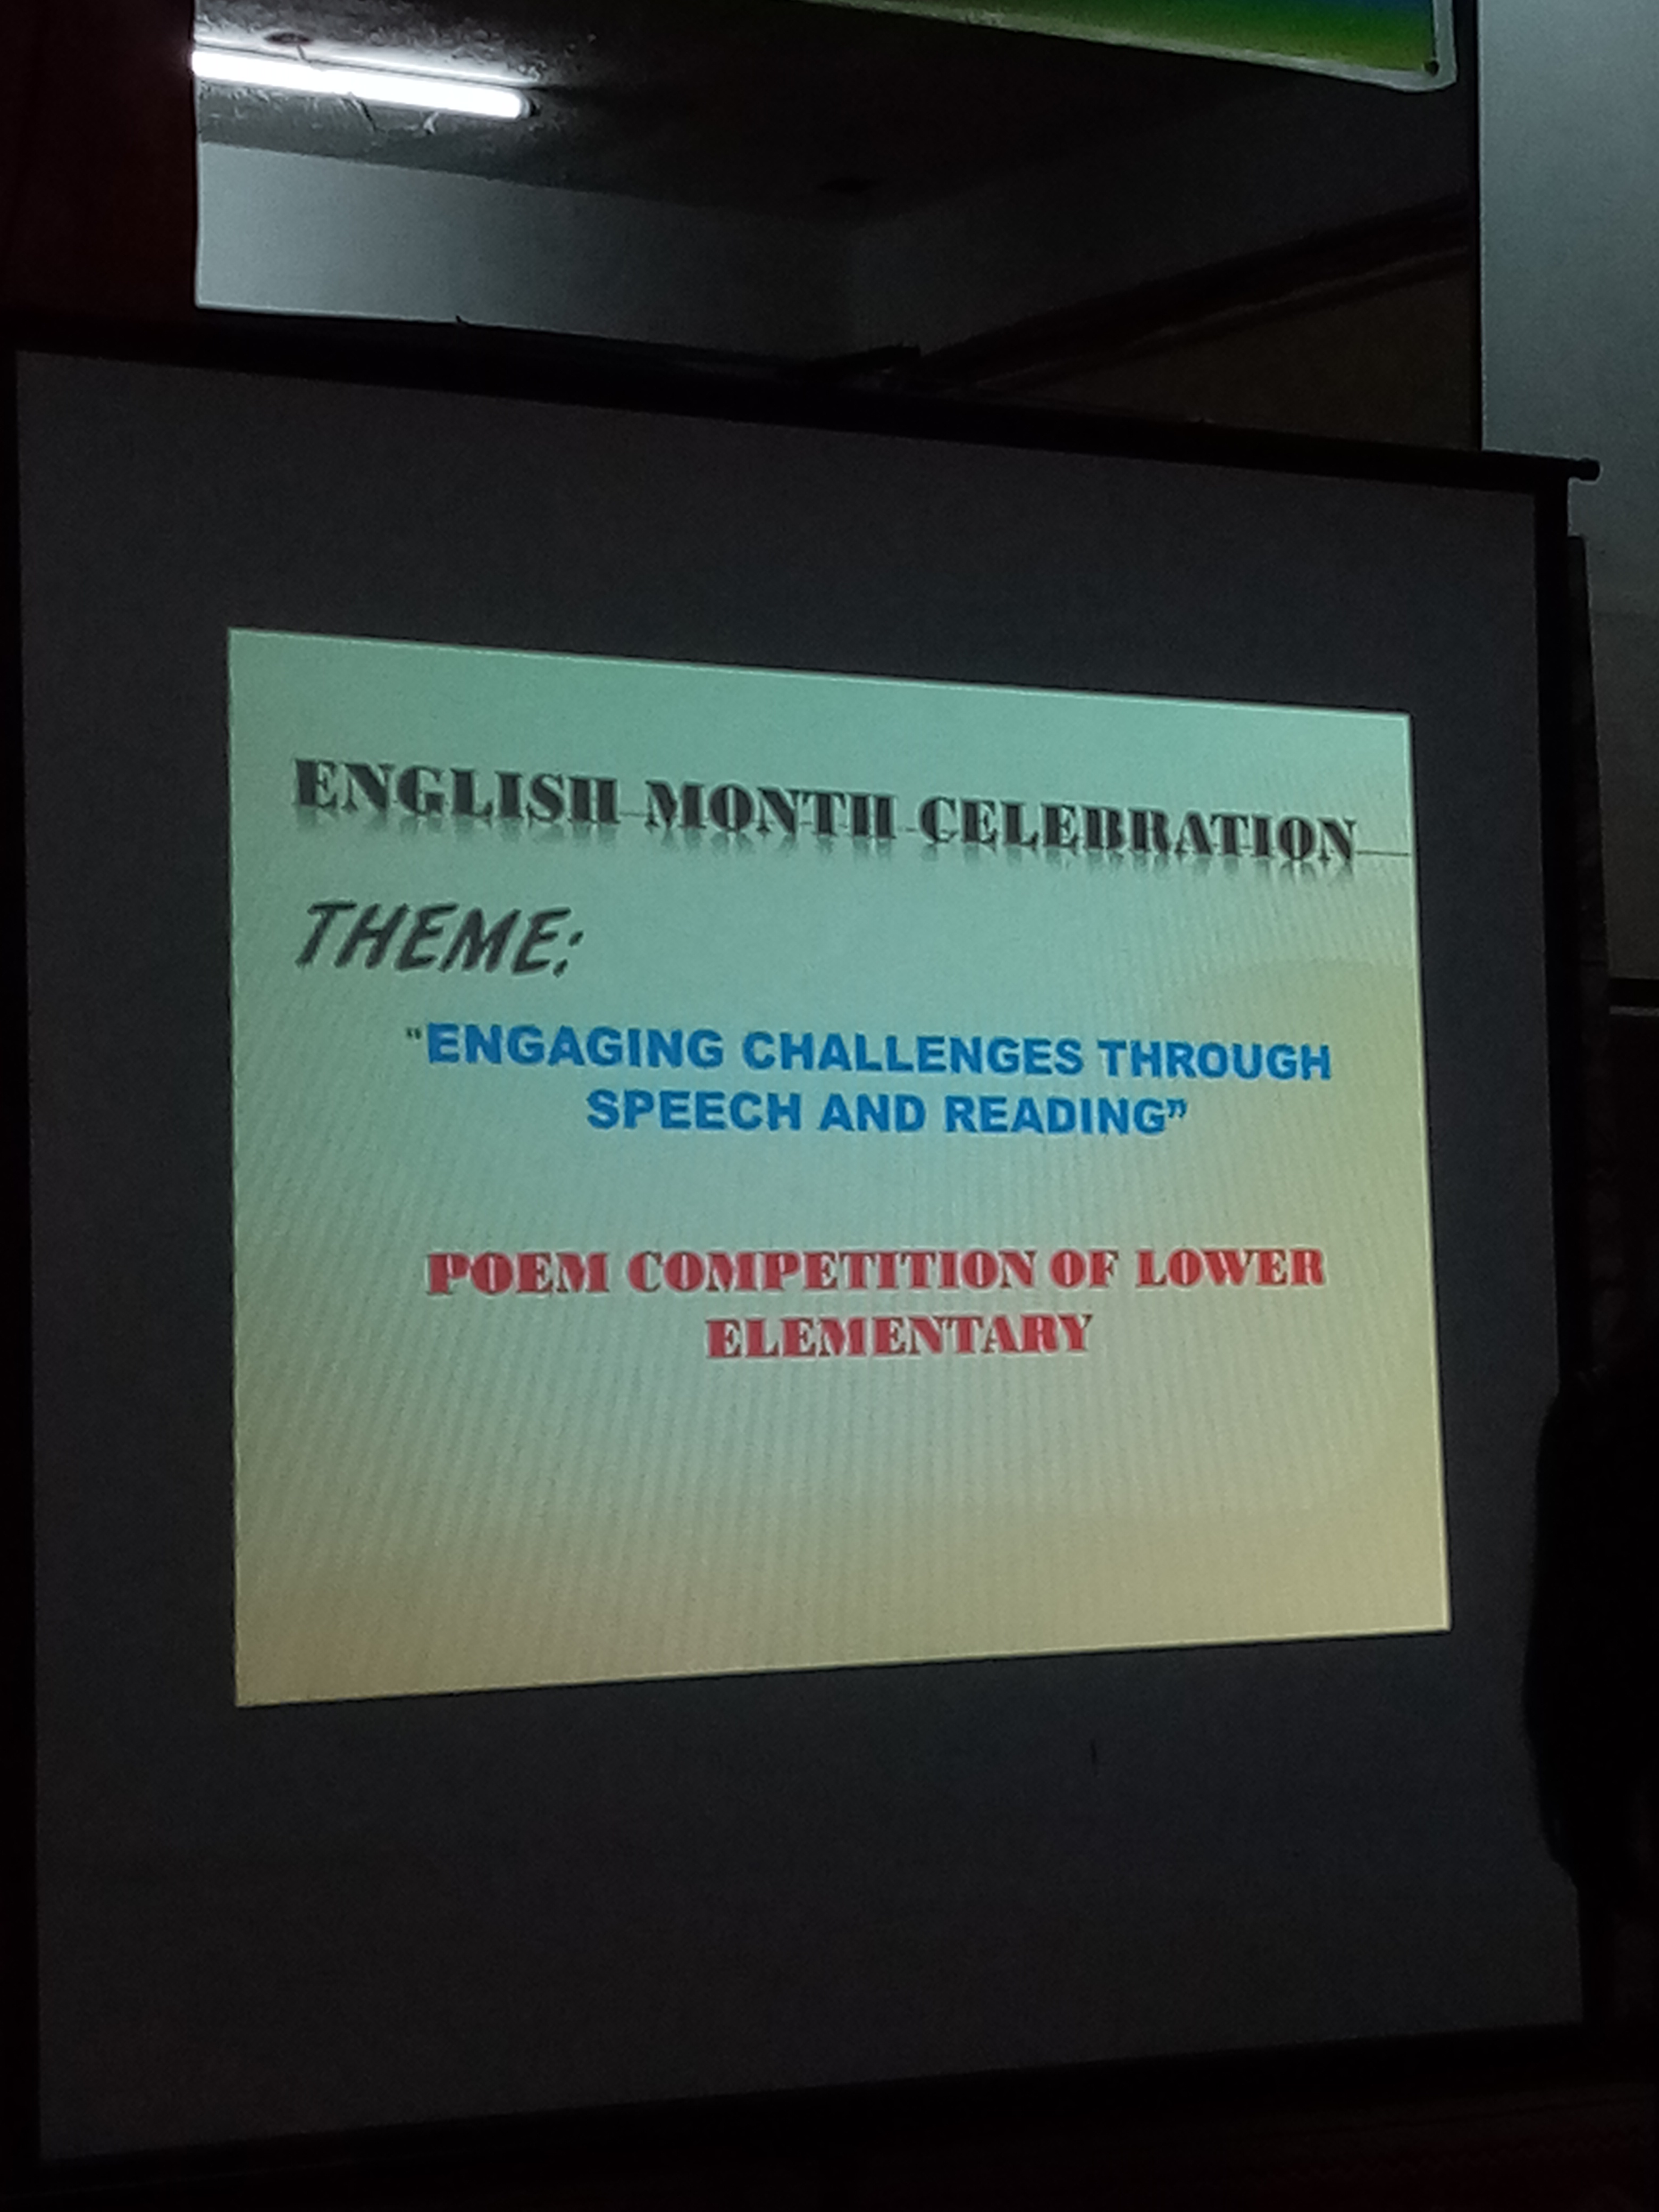 ENGLISH MONTH CELEBRATION
THEME:
"ENGAGING CHALLENGES THROUGH
SPEECH AND READING”
POEM COMPETITION OF LOWER
ELEMENTARY